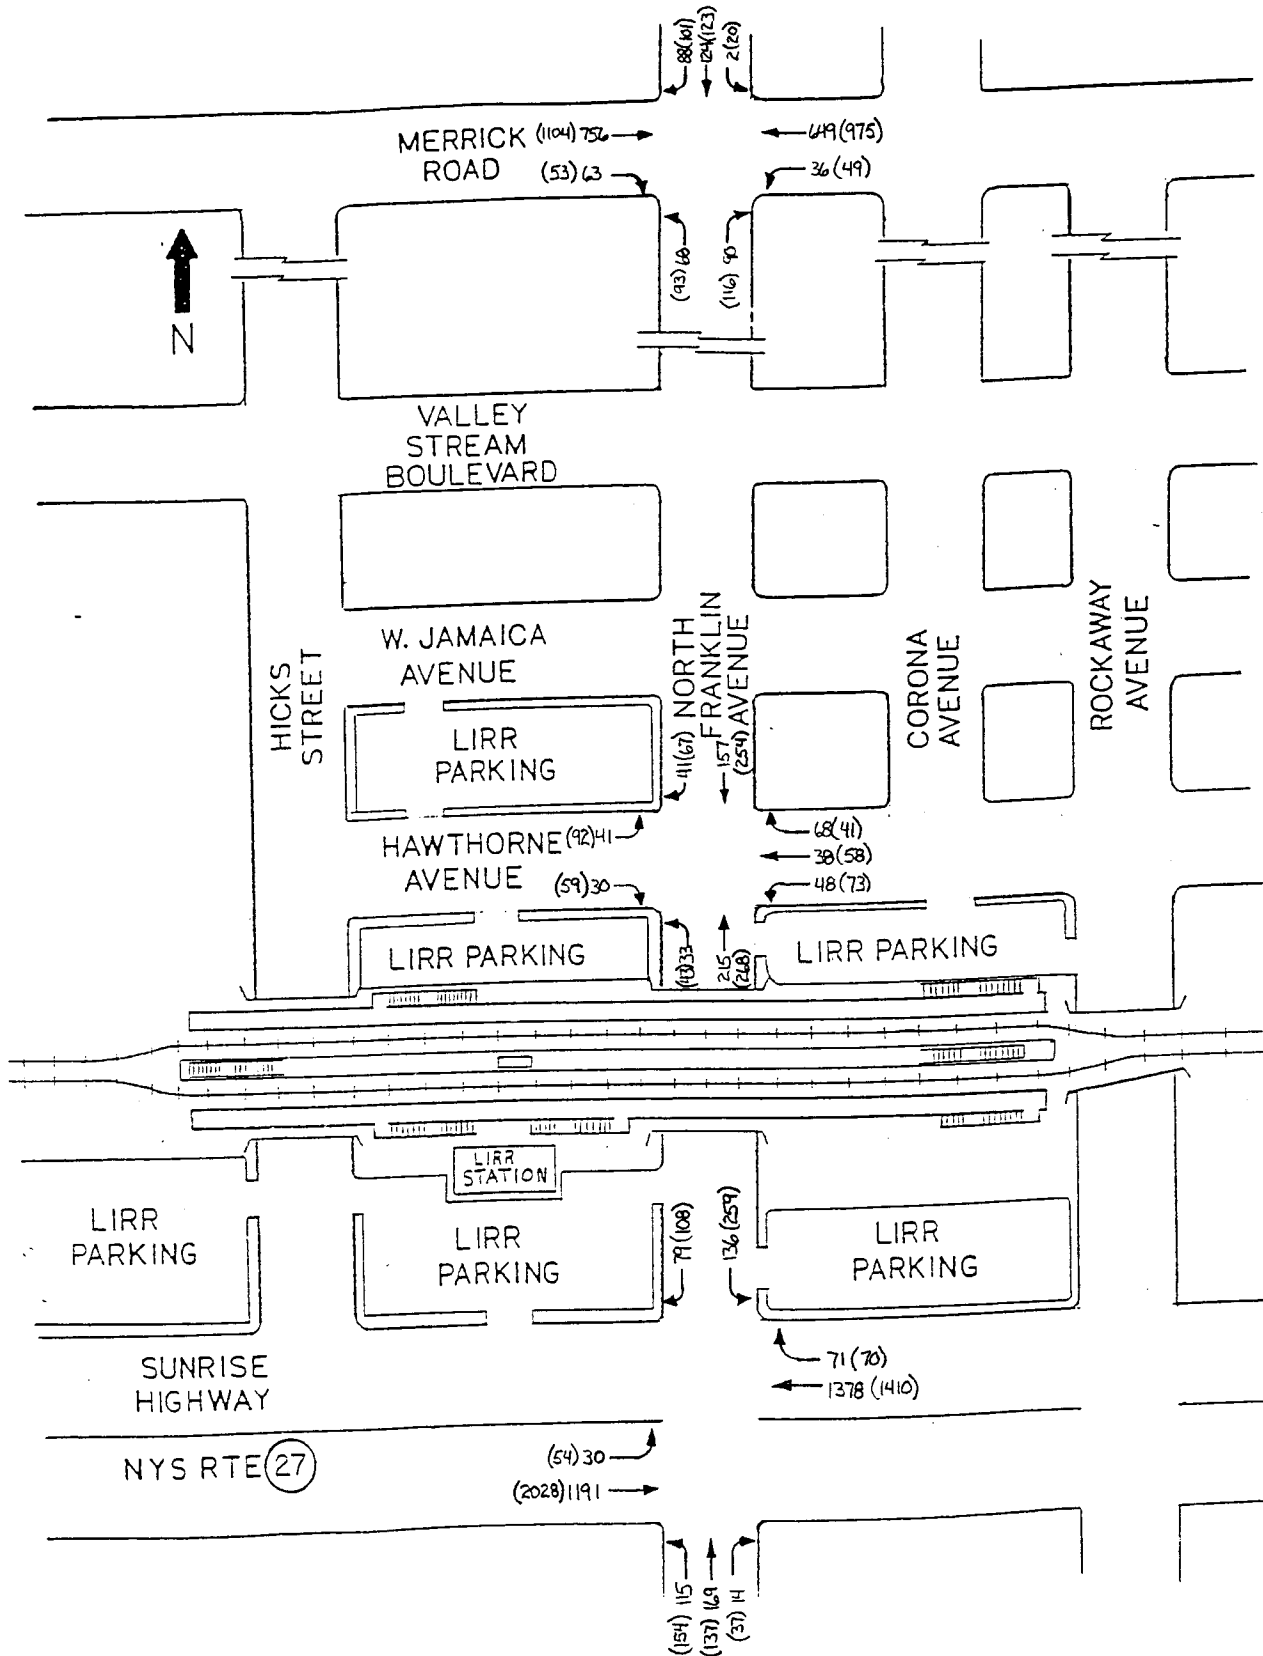 88(101)
124(123)
2(20)
MERRICK
ROAD
(1104) 756
649(975)
(53) 63
36 (49)
(93) 68
(116) 90
N
VALLEY
STREAM
BOULEVARD
W. JAMAICA
AVENUE
HICKS
STREET
NORTH
FRANKLIN
AVENUE
CORONA
AVENUE
ROCKAWAY
AVENUE
LIRR
PARKING
41(67)
157
(254)
HAWTHORNE
AVENUE
(92)41
68(41)
38(58)
(59)30
48(73)
LIRR PARKING
(43)33
215
(268)
LIRR PARKING
LIRR
STATION
LIRR
PARKING
LIRR
PARKING
79 (108)
136 (259)
LIRR
PARKING
71 (70)
1378 (1410)
SUNRISE
HIGHWAY
NYS RTE 27
(54) 30
(2028) 1191
(154) 115
(137) 169
(37) 14